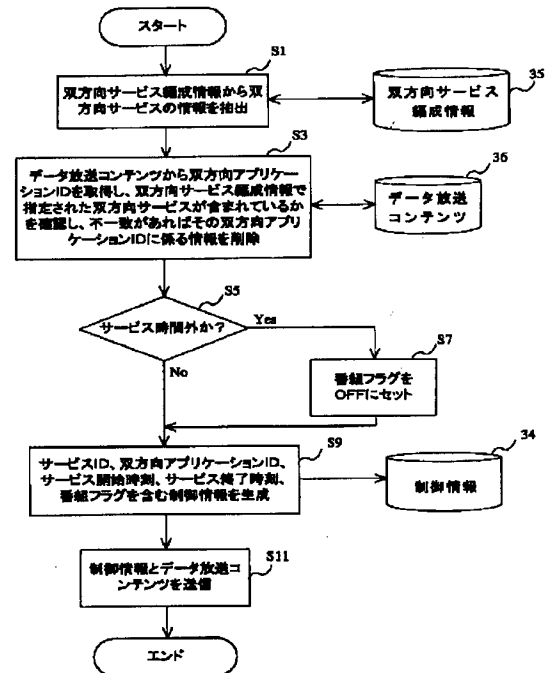 スタート
S1
双方向サービス編成情報から双
方向サービスの情報を抽出
35
双方向サービス
編成情報
S3
データ放送コンテンツから双方向アプリケー
ションIDを取得し、双方向サービス編成情報で
指定された双方向サービスが含まれているか
を確認し、不一致があればその双方向アプリ
ケーションIDに係る情報を削除
36
データ放送
コンテンツ
S5
サービス時間外か？
Yes
No
S7
番組フラグを
OFFにセット
S9
サービスID、双方向アプリケーションID、
サービス開始時刻、サービス終了時刻、
番組フラグを含む制御情報を生成
34
制御情報
S11
制御情報とデータ放送コ
ンテンツを送信
エンド